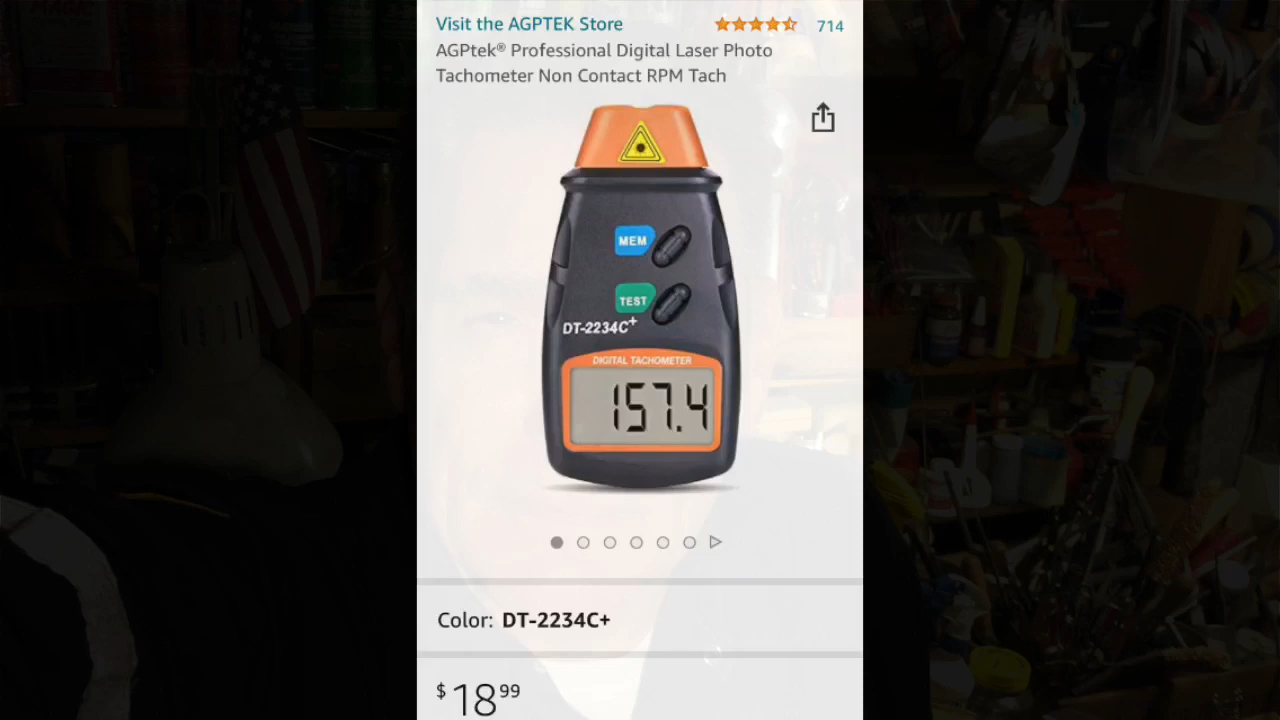 Visit the AGPTEK Store
714
AGPtek® Professional Digital Laser Photo
Tachometer Non Contact RPM Tach
MEM
TEST
DT-2234C+
DIGITAL TACHOMETER
157.4
Color: DT-2234C+
$18.99